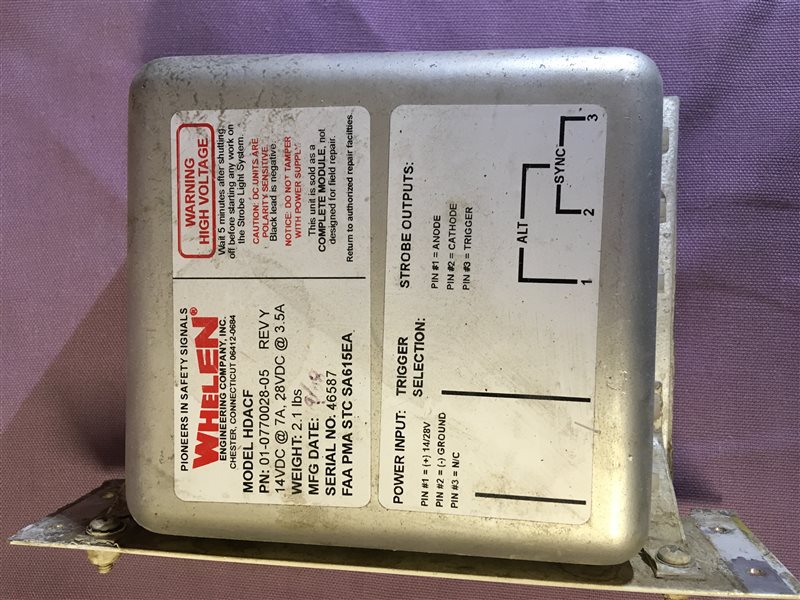 PIONEERS IN SAFETY SIGNALS
WHELEN®
ENGINEERING COMPANY, INC.
CHESTER, CONNECTICUT 06412-0684
MODEL HDACF
PN: 01-0770028-05 REV Y
14VDC @ 7A, 28VDC @ 3.5A
WEIGHT: 2.1 lbs
MFG DATE:
SERIAL NO. 46587
FAA PMA STC SA615EA
WARNING
HIGH VOLTAGE
Wait 5 minutes after shutting
off before starting any work on
the Strobe Light System.
CAUTION: DC UNITS ARE
POLARITY SENSITIVE.
Black lead is negative.
NOTICE: DO NOT TAMPER
WITH POWER SUPPLY.
This unit is sold as a
COMPLETE MODULE, not
designed for field repair.
Return to authorized repair facilties.
POWER INPUT:
PIN #1 = (+) 14/28V
PIN #2 = (-) GROUND
PIN #3 = N/C
TRIGGER
SELECTION:
STROBE OUTPUTS:
PIN #1 = ANODE
PIN #2 = CATHODE
PIN #3 = TRIGGER
ALT
SYNC
1 2 3